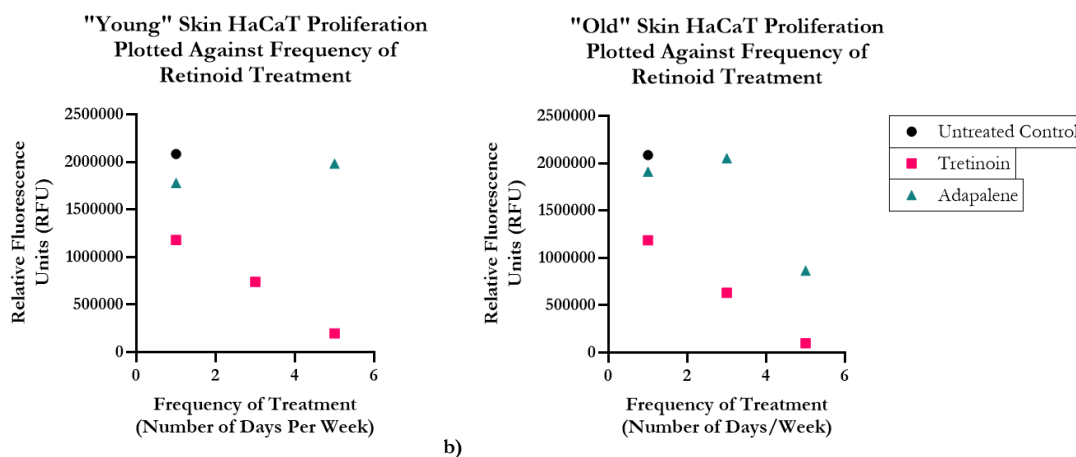 "Young" Skin HaCaT Proliferation
Plotted Against Frequency of
Retinoid Treatment
Relative Fluorescence
Units (RFU)
2500000
2000000
1500000
1000000
500000
0
0
2
4
6
Frequency of Treatment
(Number of Days Per Week)
b)
"Old" Skin HaCaT Proliferation
Plotted Against Frequency of
Retinoid Treatment
Relative Fluorescence
Units (RFU)
2500000
2000000
1500000
1000000
500000
0
0
2
4
6
Frequency of Treatment
(Number of Days/Week)
Untreated Control
Tretinoin
Adapalene